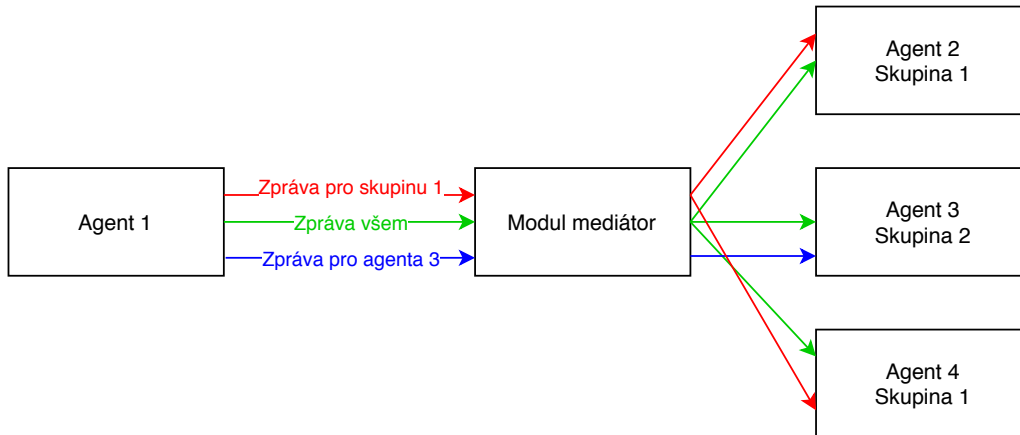 Agent 2
Skupina 1
Zpráva pro skupinu 1
Agent 1
Zpráva všem
Modul mediátor
Agent 3
Skupina 2
Zpráva pro agenta 3
Agent 4
Skupina 1